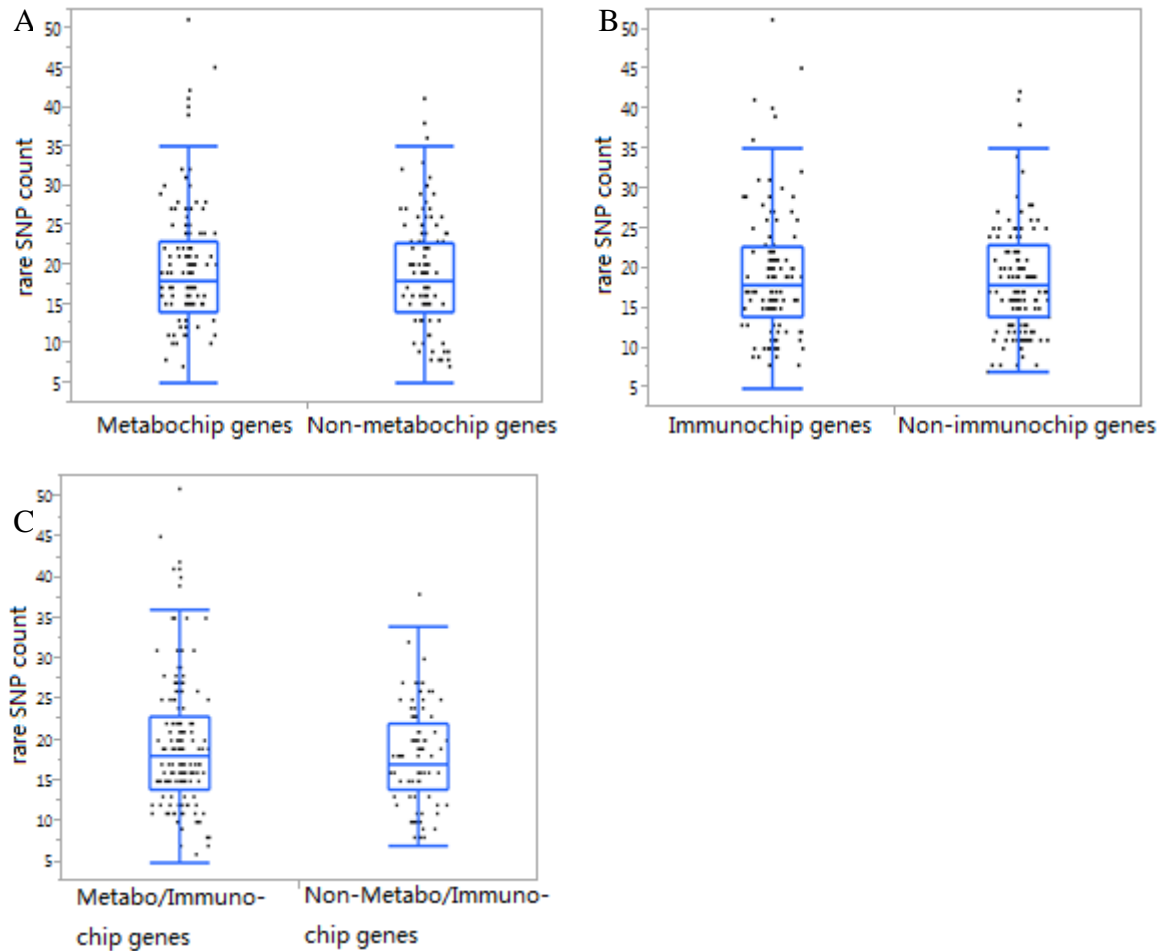 A
50
45
40
35
30
25
20
15
10
5
rare SNP count
Metabochip genes Non-metabochip genes
B
50
45
40
35
30
25
20
15
10
5
rare SNP count
Immunochip genes Non-immunochip genes
C
50
45
40
35
30
25
20
15
10
5
rare SNP count
Metabo/Immuno-
chip genes
Non-Metabo/Immuno-
chip genes